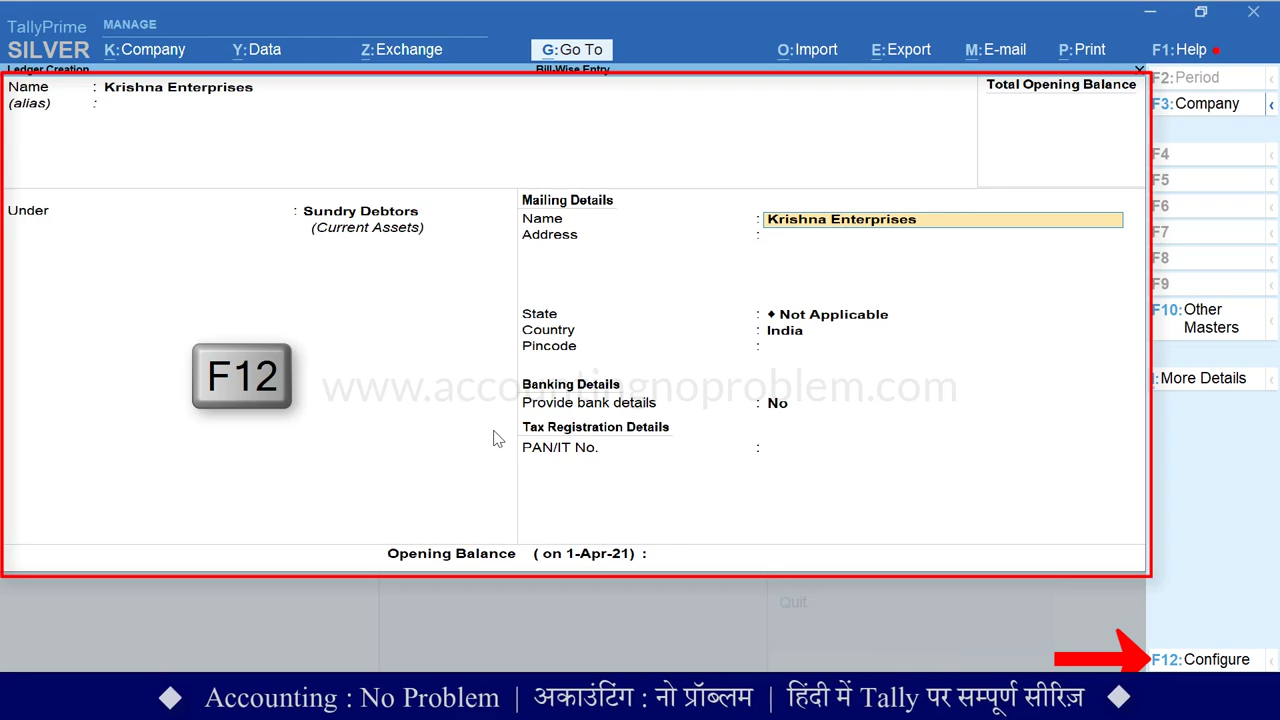 TallyPrime
SILVER
MANAGE
K:Company Y:Data Z:Exchange G:Go To O:Import E:Export M:E-mail P:Print F1:Help
Ledger Creation Bill-Wise Entry
Name : Krishna Enterprises
(alias) :
Total Opening Balance
Under : Sundry Debtors
(Current Assets)
Mailing Details
Name : Krishna Enterprises
Address :
State : ♦ Not Applicable
Country : India
Pincode :
Banking Details
Provide bank details : No
Tax Registration Details
PAN/IT No. :
F12
www.accountingnoproblem.com
Opening Balance ( on 1-Apr-21) :
Quit
F2:Period
F3:Company
F4
F5
F6
F7
F8
F9
F10:Other
Masters
:More Details
F12:Configure
Accounting : No Problem | अकाउंटिंग : नो प्रॉब्लम | हिंदी में Tally पर सम्पूर्ण सीरिज़